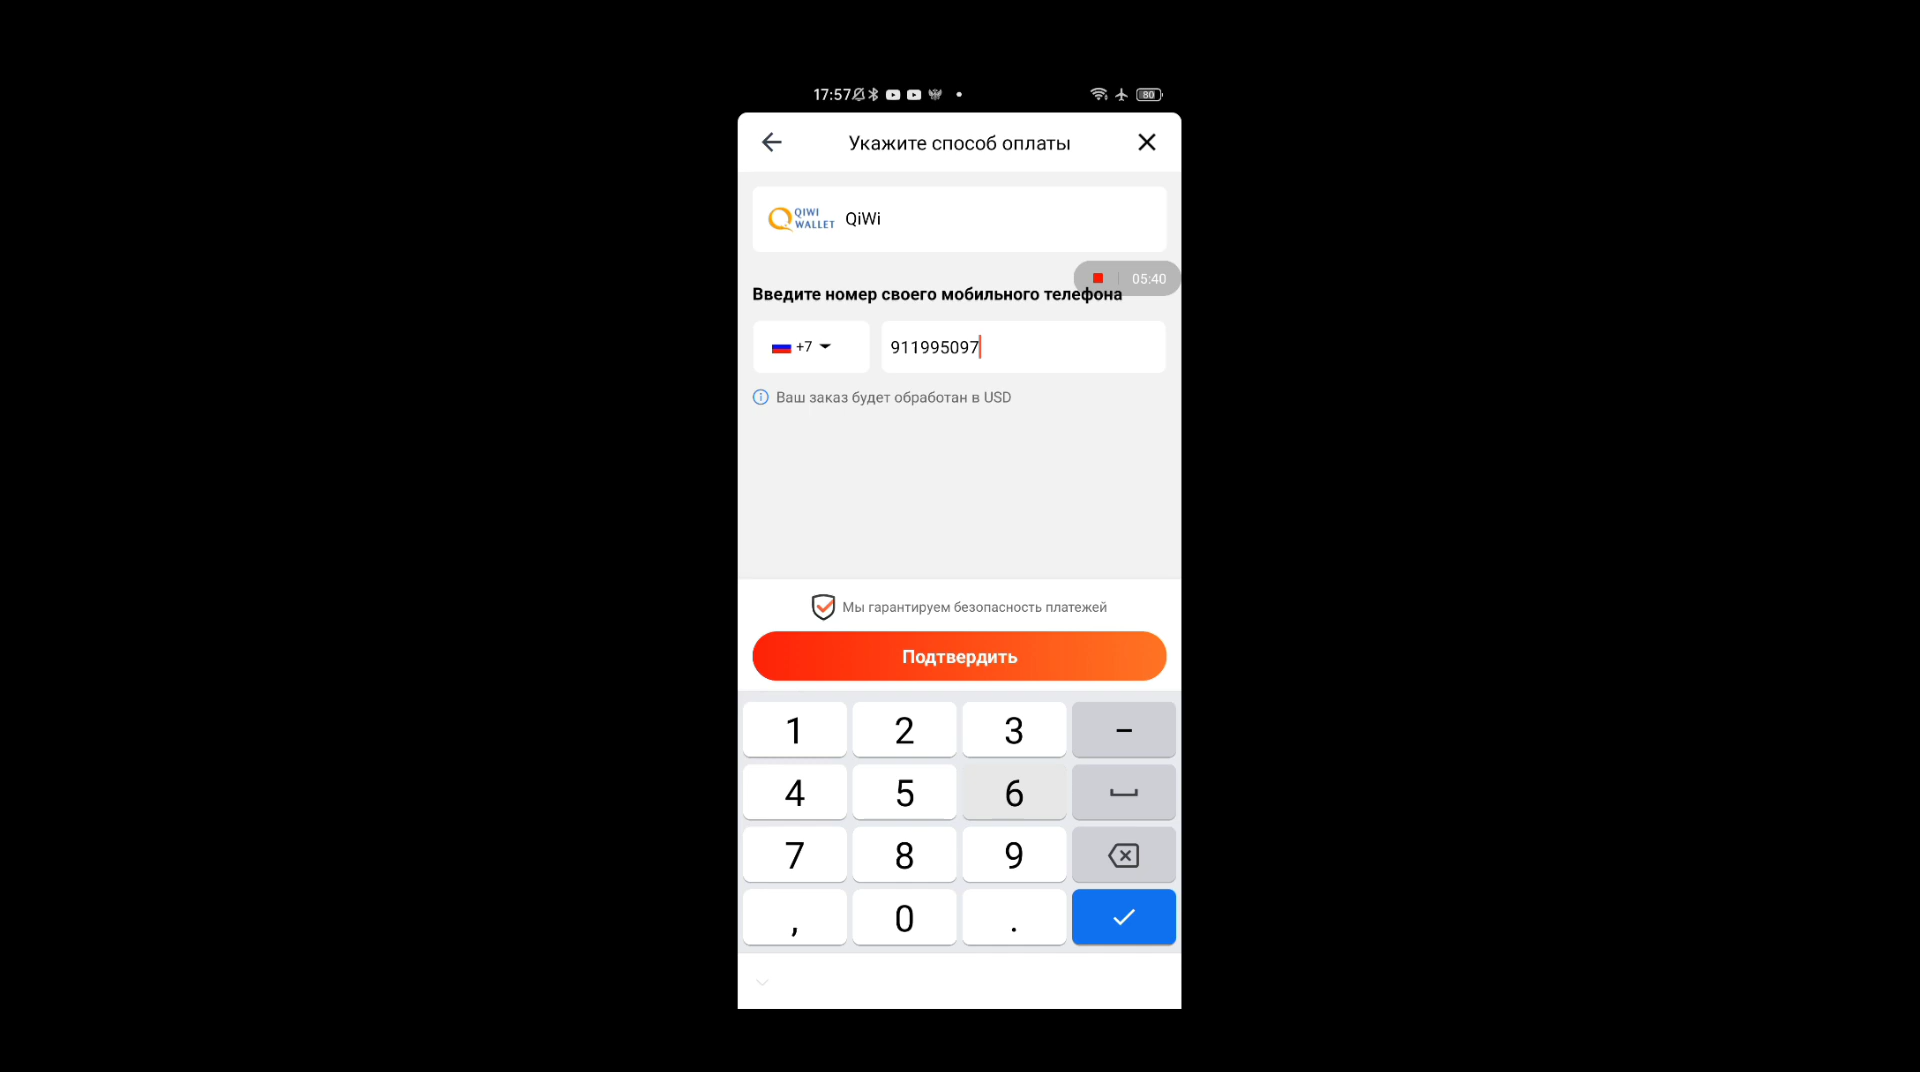 17:57
80
Укажите способ оплаты
QIWI
WALLET
QiWi
05:40
Введите номер своего мобильного телефона
+7
911995097
Ваш заказ будет обработан в USD
Мы гарантируем безопасность платежей
Подтвердить
1 2 3 –
4 5 6
7 8 9
, 0 .